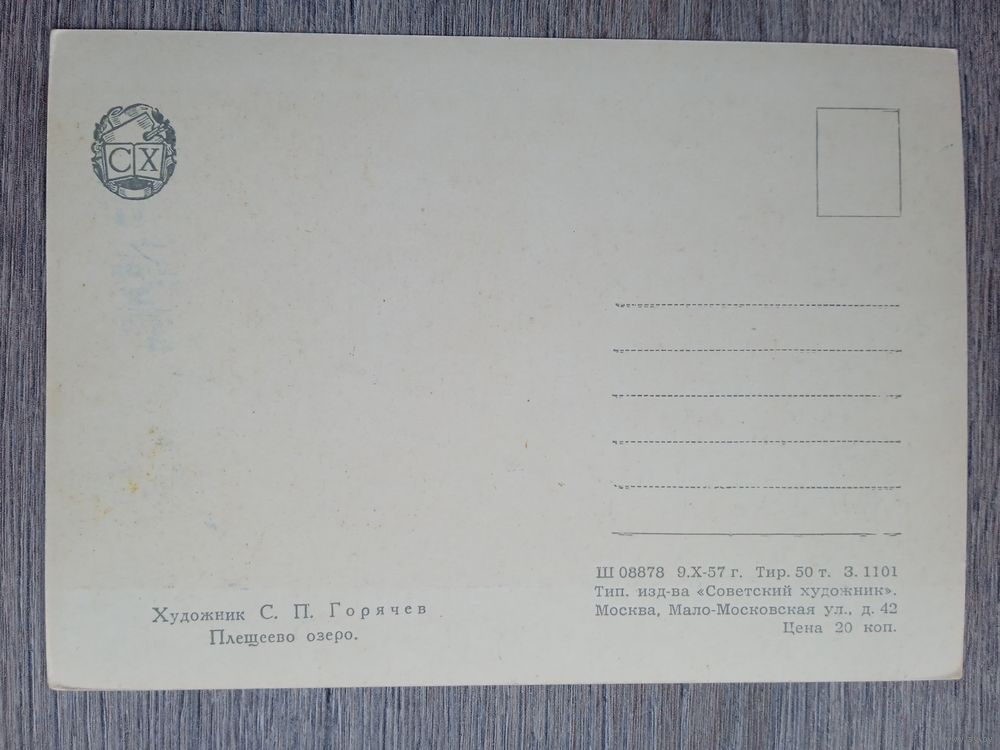 СХ
Художник С. П. Горячев
Плещеево озеро.
Ш 08878 9.X-57 г. Тир. 50 т. З. 1101
Тип. изд-ва «Советский художник».
Москва, Мало-Московская ул., д. 42
Цена 20 коп.